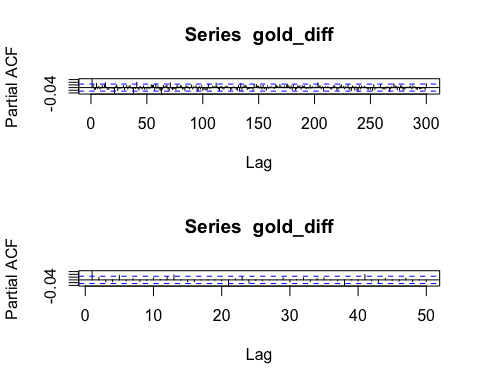 Series gold_diff
Partial ACF
-0.04
0 50 100 150 200 250 300
Lag
Series gold_diff
Partial ACF
-0.04
0 10 20 30 40 50
Lag